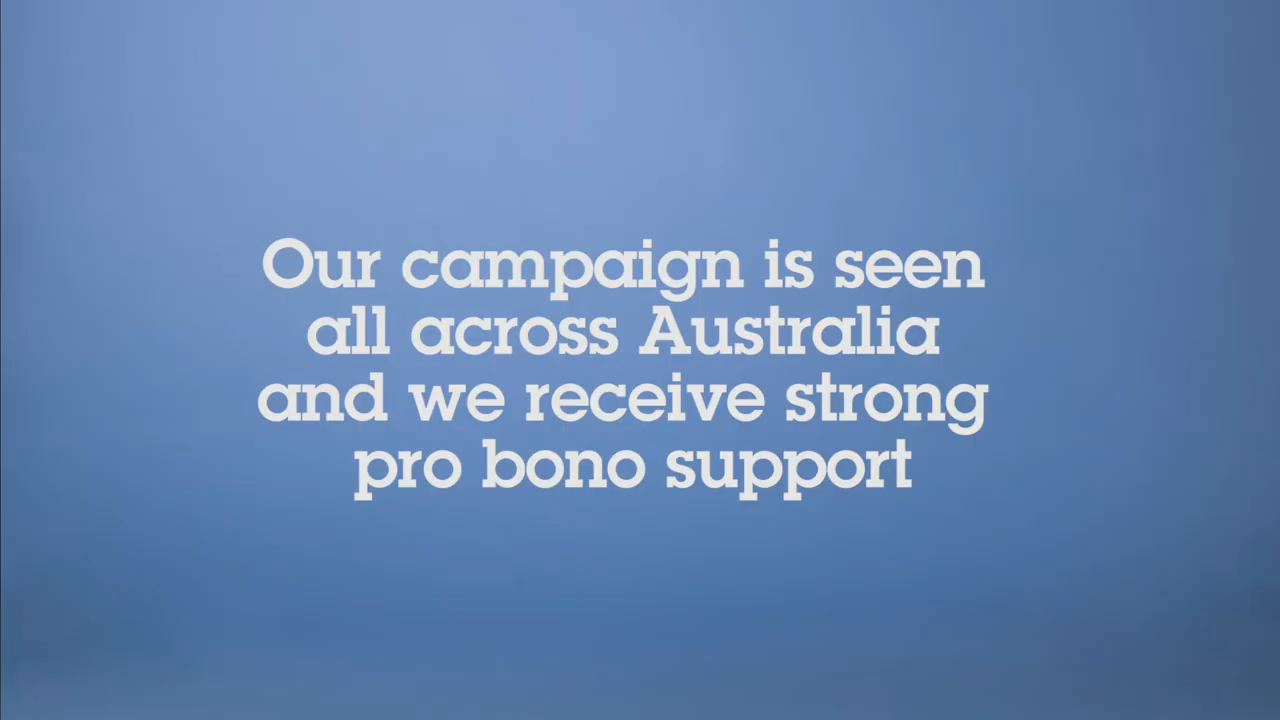 Our campaign is seen
all across Australia
and we receive strong
pro bono support